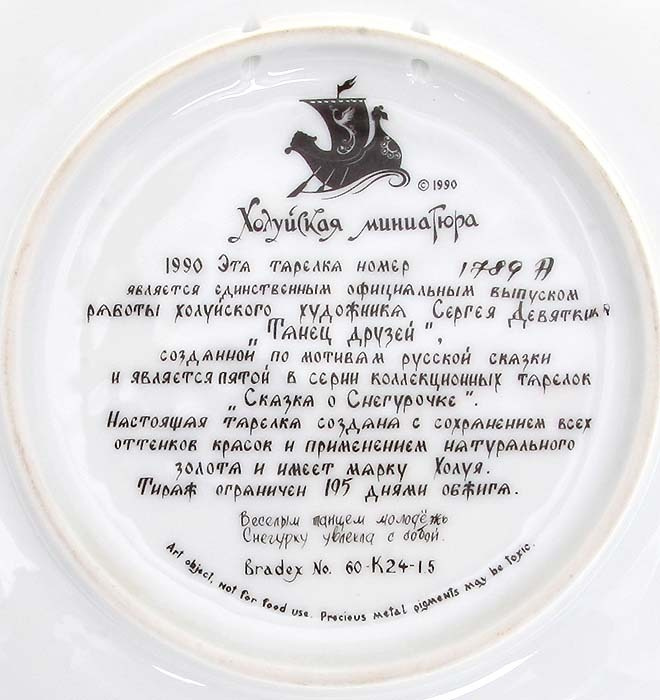 © 1990
Холуйская миниатюра
1990 Эта тарелка номер 1789 А
является единственным официальным выпуском
работы холуйского художника Сергея Девяткина
„Танец друзей",
созданной по мотивам русской сказки
и является пятой в серии коллекционных тарелок
„Сказка о Снегурочке".
Настоящая тарелка создана с сохранением всех
оттенков красок и применением натурального
золота и имеет марку Холуя.
Тираж ограничен 195 днями обжига.
Веселым танцем молодёжь
Снегурку увлекла с собой.
Bradex No. 60-K24-15
Art object, not for food use. Precious metal pigments may be toxic.